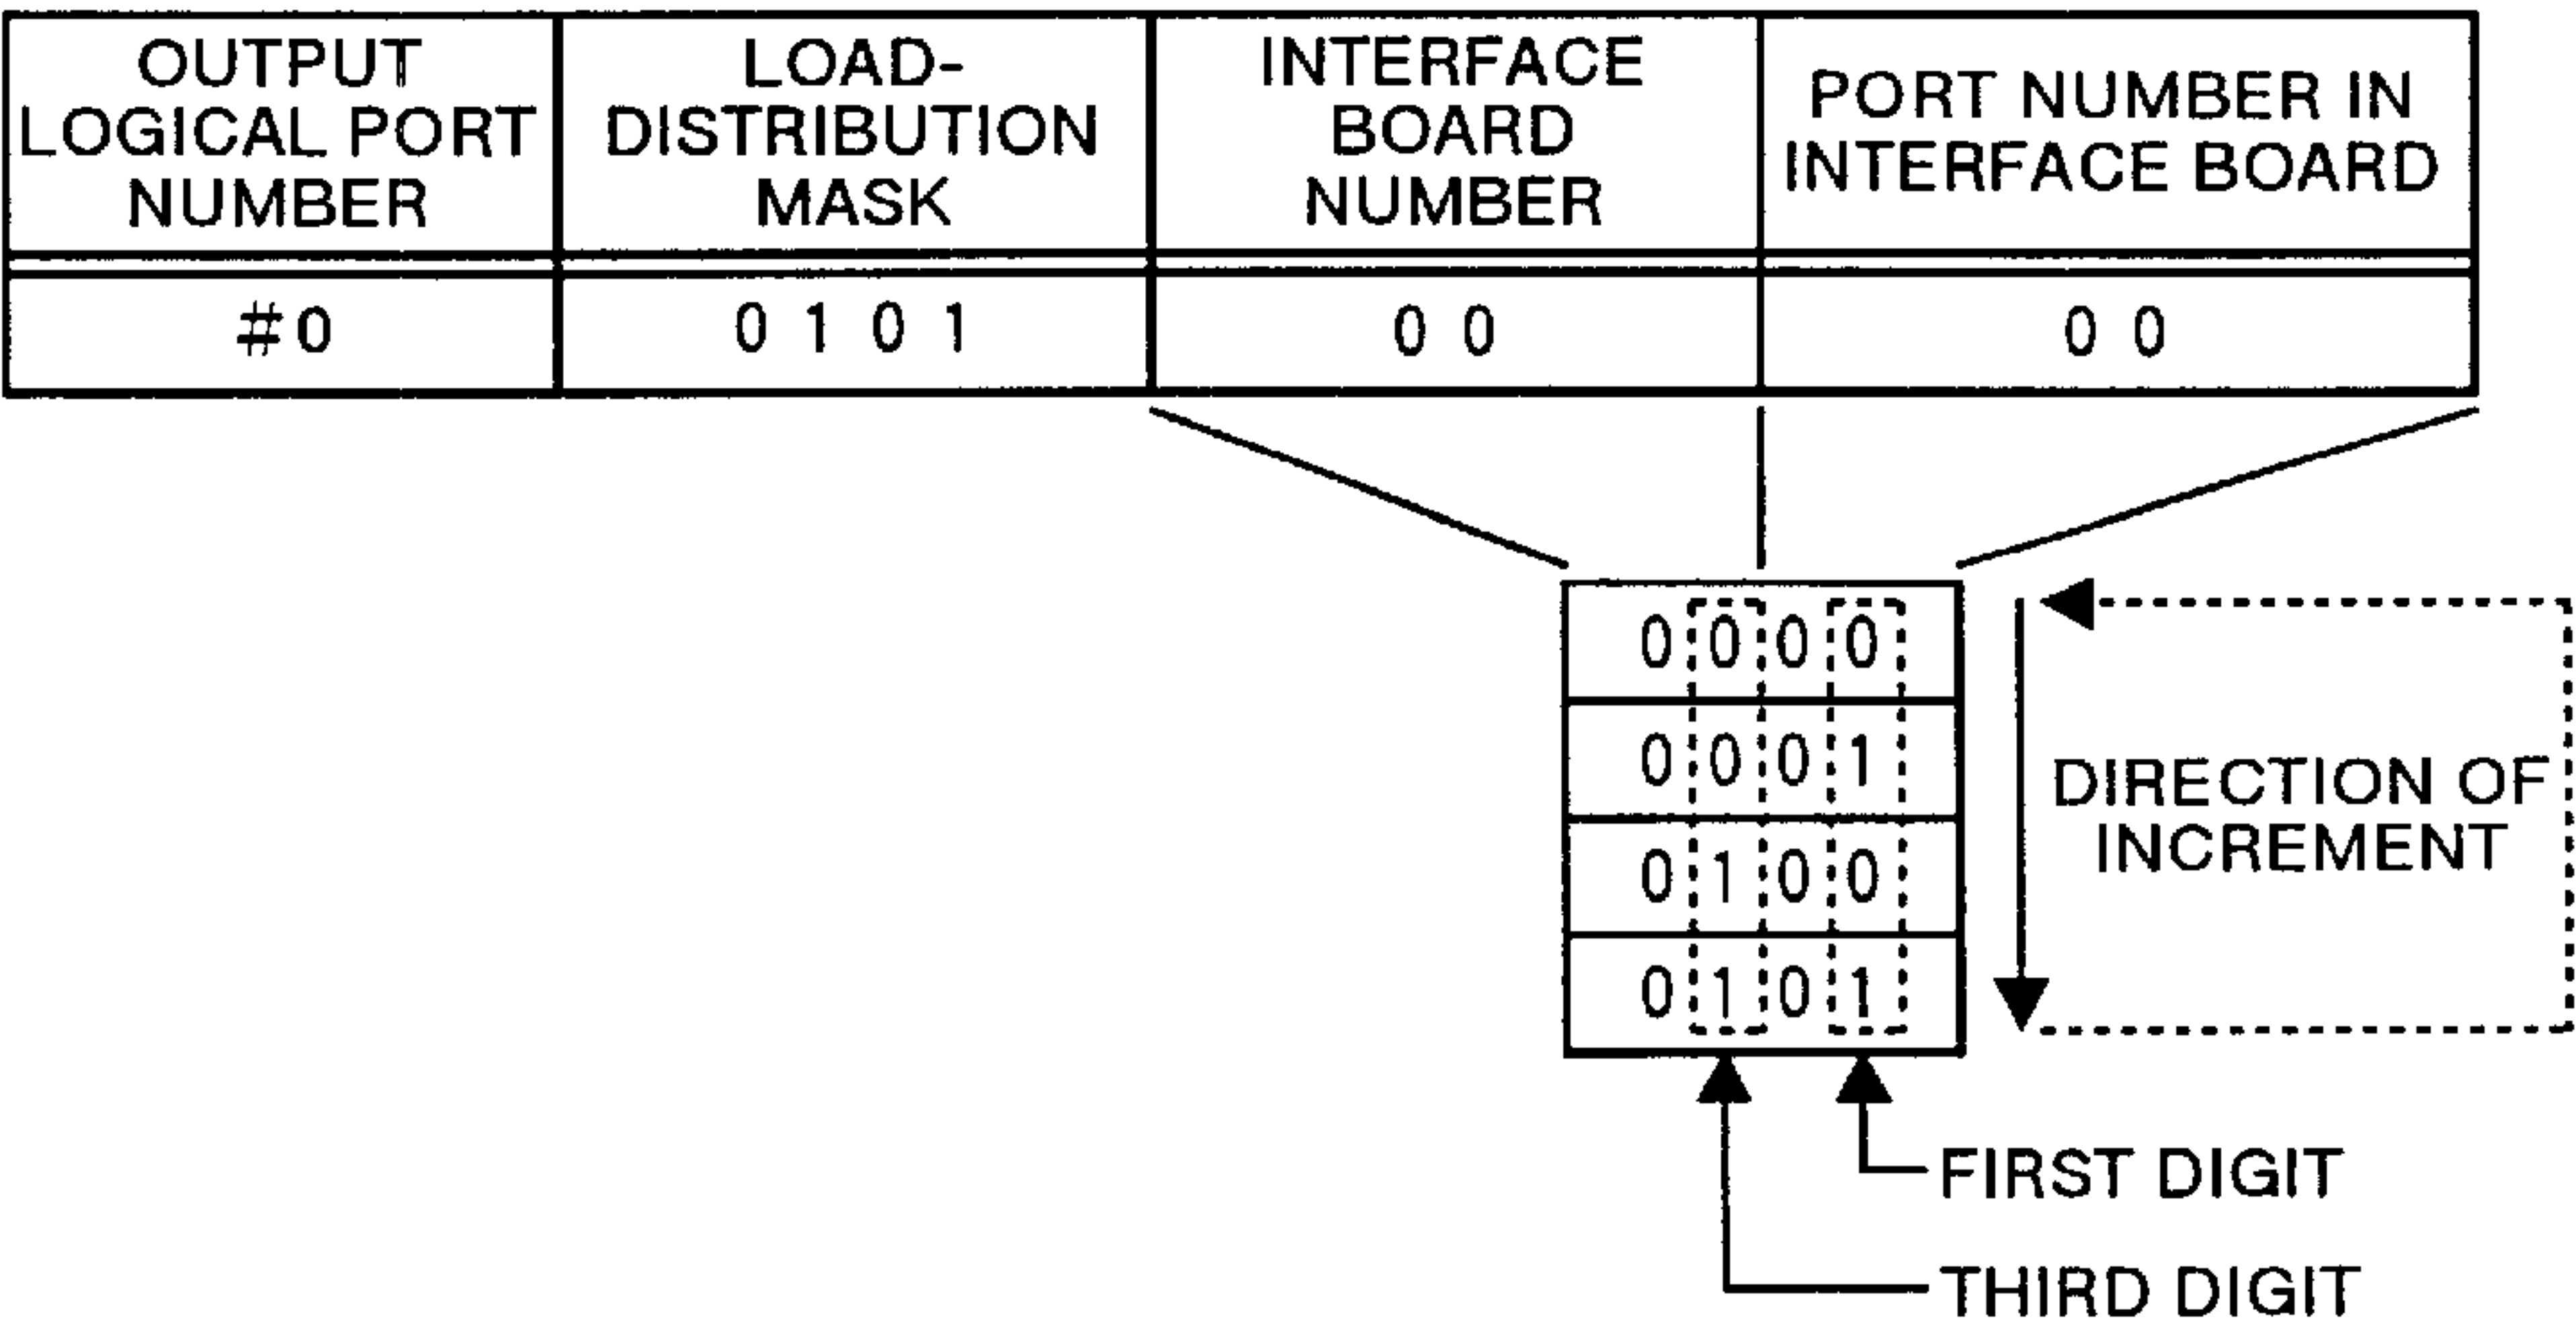 OUTPUT
LOGICAL PORT
NUMBER
LOAD-
DISTRIBUTION
MASK
INTERFACE
BOARD
NUMBER
PORT NUMBER IN
INTERFACE BOARD
#0
0 1 0 1
0 0
0 0
0 0 0 0
0 0 0 1
0 1 0 0
0 1 0 1
DIRECTION OF
INCREMENT
FIRST DIGIT
THIRD DIGIT